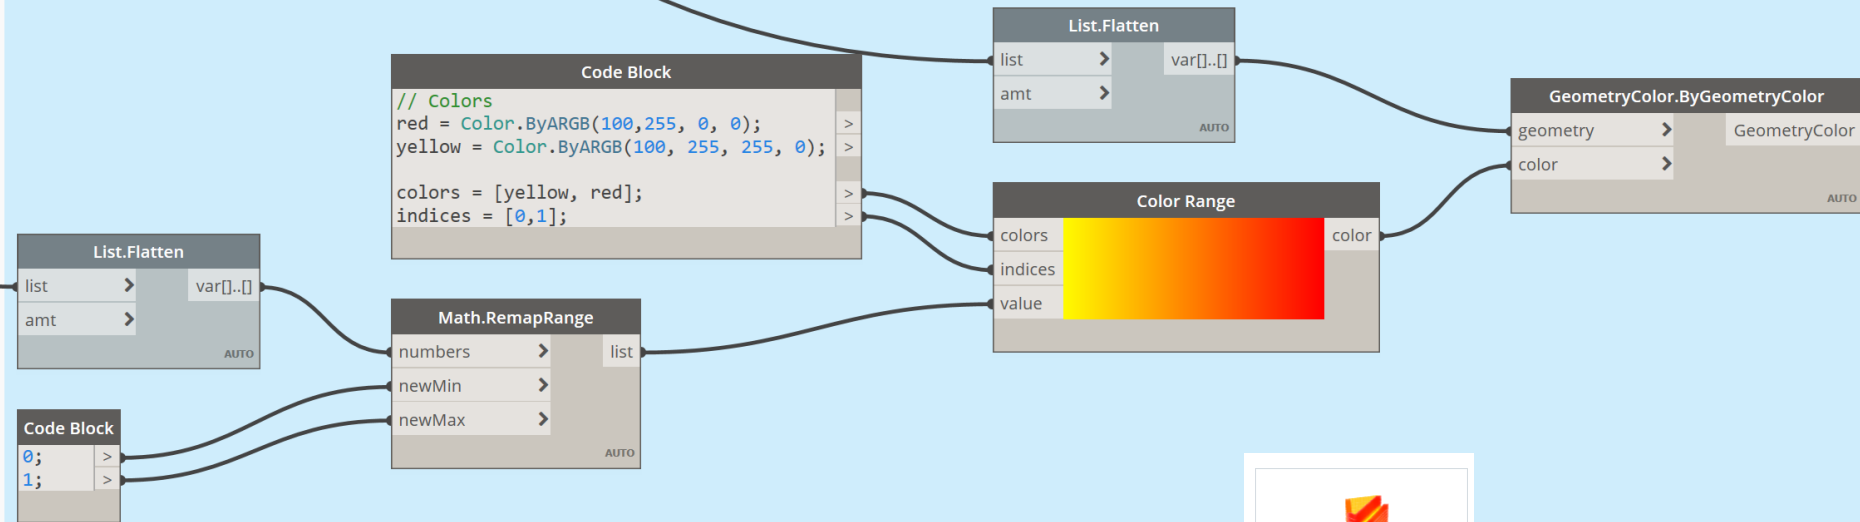 List.Flatten
list > var[]..[]
amt >
AUTO
Code Block
// Colors
red = Color.ByARGB(100,255, 0, 0); >
yellow = Color.ByARGB(100, 255, 255, 0); >
colors = [yellow, red]; >
indices = [0,1]; >
GeometryColor.ByGeometryColor
geometry > GeometryColor
color >
AUTO
Color Range
colors color
indices
value
List.Flatten
list > var[]..[]
amt >
AUTO
Math.RemapRange
numbers > list
newMin >
newMax >
AUTO
Code Block
0; >
1; >